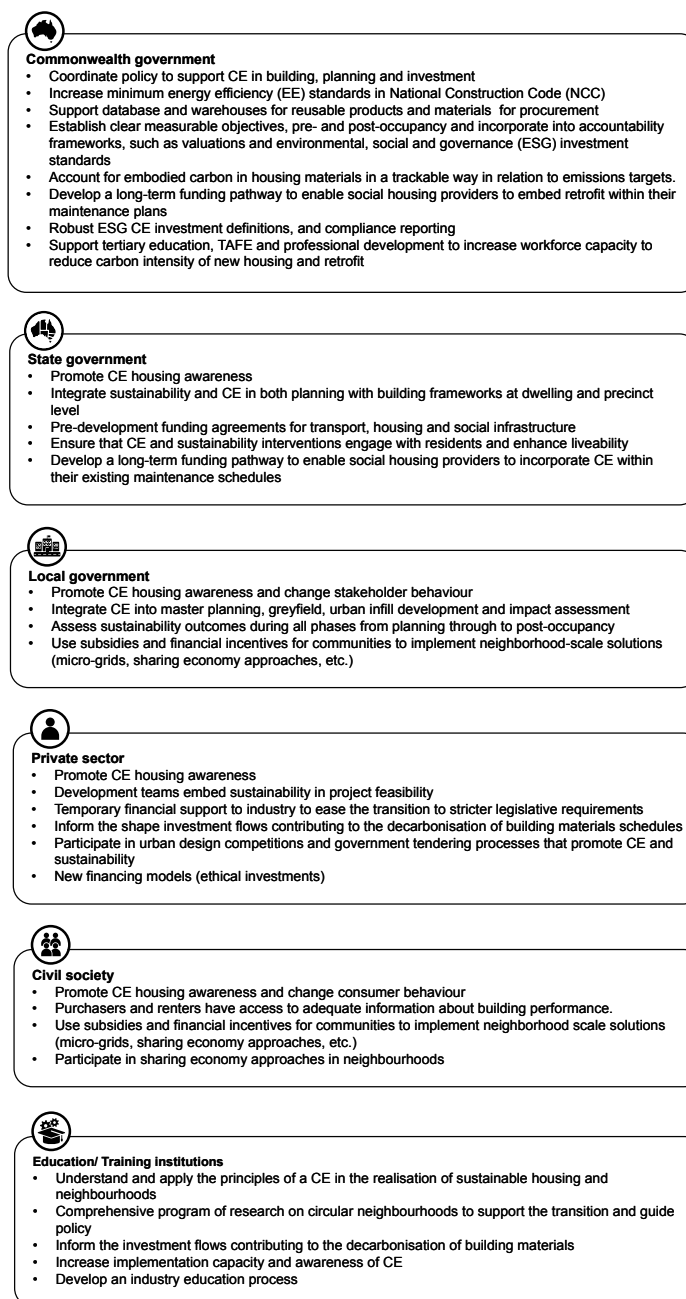 Commonwealth government
• Coordinate policy to support CE in building, planning and investment
• Increase minimum energy efficiency (EE) standards in National Construction Code (NCC)
• Support database and warehouses for reusable products and materials for procurement
• Establish clear measurable objectives, pre- and post-occupancy and incorporate into accountability
frameworks, such as valuations and environmental, social and governance (ESG) investment
standards
• Account for embodied carbon in housing materials in a trackable way in relation to emissions targets.
• Develop a long-term funding pathway to enable social housing providers to embed retrofit within their
maintenance plans
• Robust ESG CE investment definitions, and compliance reporting
• Support tertiary education, TAFE and professional development to increase workforce capacity to
reduce carbon intensity of new housing and retrofit
State government
• Promote CE housing awareness
• Integrate sustainability and CE in both planning with building frameworks at dwelling and precinct
level
• Pre-development funding agreements for transport, housing and social infrastructure
• Ensure that CE and sustainability interventions engage with residents and enhance liveability
• Develop a long-term funding pathway to enable social housing providers to incorporate CE within
their existing maintenance schedules
Local government
• Promote CE housing awareness and change stakeholder behaviour
• Integrate CE into master planning, greyfield, urban infill development and impact assessment
• Assess sustainability outcomes during all phases from planning through to post-occupancy
• Use subsidies and financial incentives for communities to implement neighborhood-scale solutions
(micro-grids, sharing economy approaches, etc.)
Private sector
• Promote CE housing awareness
• Development teams embed sustainability in project feasibility
• Temporary financial support to industry to ease the transition to stricter legislative requirements
• Inform the shape investment flows contributing to the decarbonisation of building materials schedules
• Participate in urban design competitions and government tendering processes that promote CE and
sustainability
• New financing models (ethical investments)
Civil society
• Promote CE housing awareness and change consumer behaviour
• Purchasers and renters have access to adequate information about building performance.
• Use subsidies and financial incentives for communities to implement neighborhood scale solutions
(micro-grids, sharing economy approaches, etc.)
• Participate in sharing economy approaches in neighbourhoods
Education/ Training institutions
• Understand and apply the principles of a CE in the realisation of sustainable housing and
neighbourhoods
• Comprehensive program of research on circular neighbourhoods to support the transition and guide
policy
• Inform the investment flows contributing to the decarbonisation of building materials
• Increase implementation capacity and awareness of CE
• Develop an industry education process